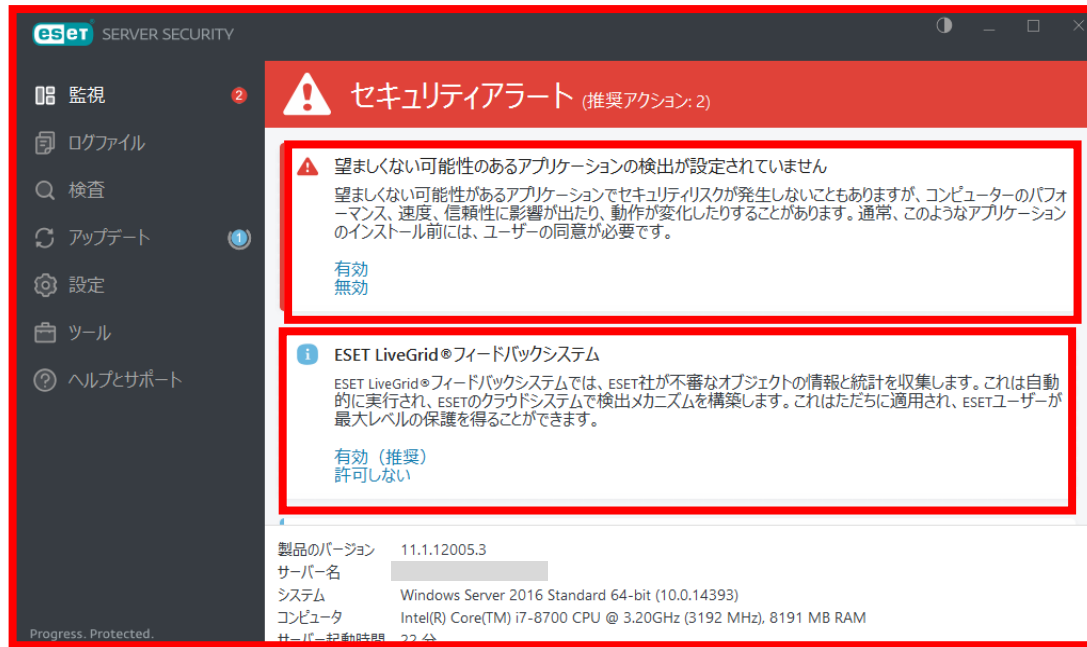 eset SERVER SECURITY
監視 2
ログファイル
検査
アップデート 1
設定
ツール
ヘルプとサポート
Progress. Protected.
セキュリティアラート (推奨アクション: 2)
望ましくない可能性のあるアプリケーションの検出が設定されていません
望ましくない可能性があるアプリケーションでセキュリティリスクが発生しないこともありますが、コンピューターのパフォ
ーマンス、速度、信頼性に影響が出たり、動作が変化したりすることがあります。通常、このようなアプリケーション
のインストール前には、ユーザーの同意が必要です。
有効
無効
ESET LiveGrid®フィードバックシステム
ESET LiveGrid®フィードバックシステムでは、ESET社が不審なオブジェクトの情報と統計を収集します。これは自動
的に実行され、ESETのクラウドシステムで検出メカニズムを構築します。これはただちに適用され、ESETユーザーが
最大レベルの保護を得ることができます。
有効（推奨）
許可しない
製品のバージョン 11.1.12005.3
サーバー名
システム Windows Server 2016 Standard 64-bit (10.0.14393)
コンピュータ Intel(R) Core(TM) i7-8700 CPU @ 3.20GHz (3192 MHz), 8191 MB RAM
サーバー起動時間 22 分